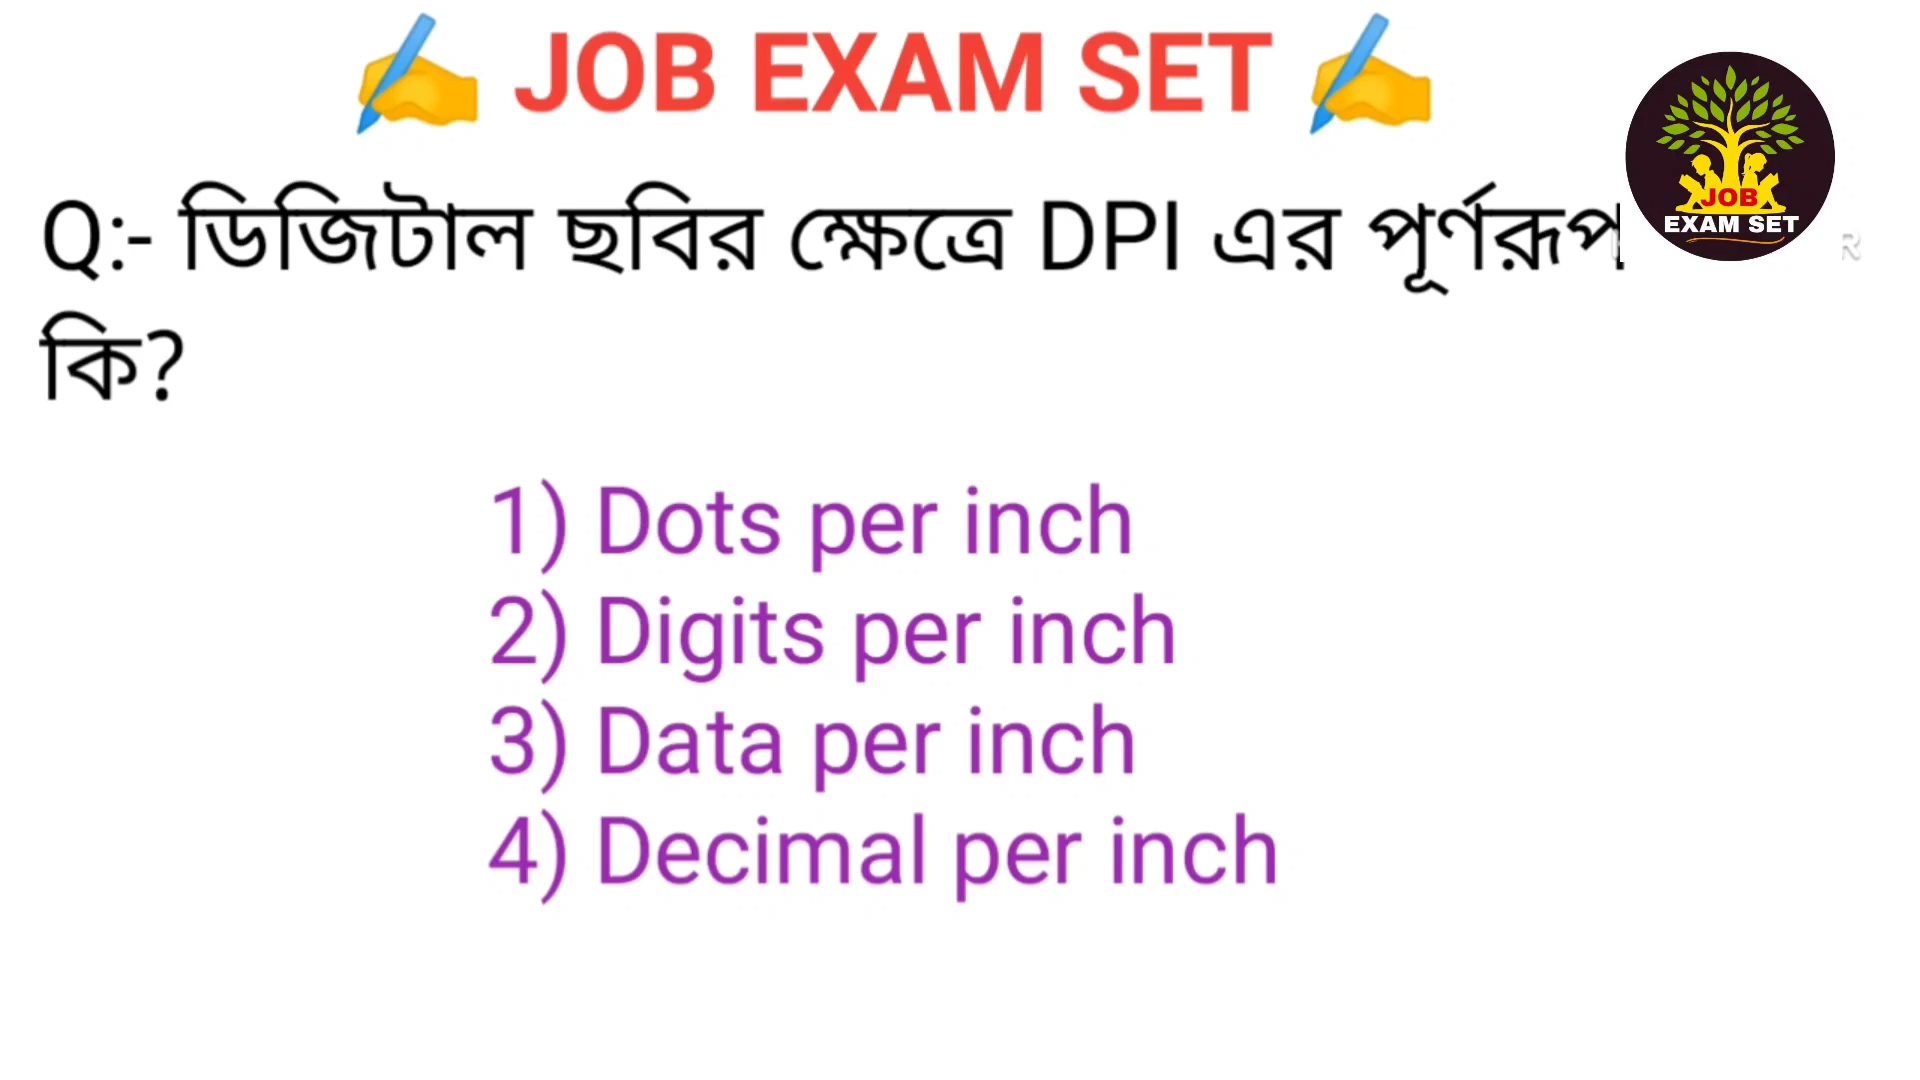 ✍️ JOB EXAM SET ✍️
JOB
EXAM SET
Q:- ডিজিটাল ছবির ক্ষেত্রে DPI এর পূর্ণরূপ
কি?
1) Dots per inch
2) Digits per inch
3) Data per inch
4) Decimal per inch